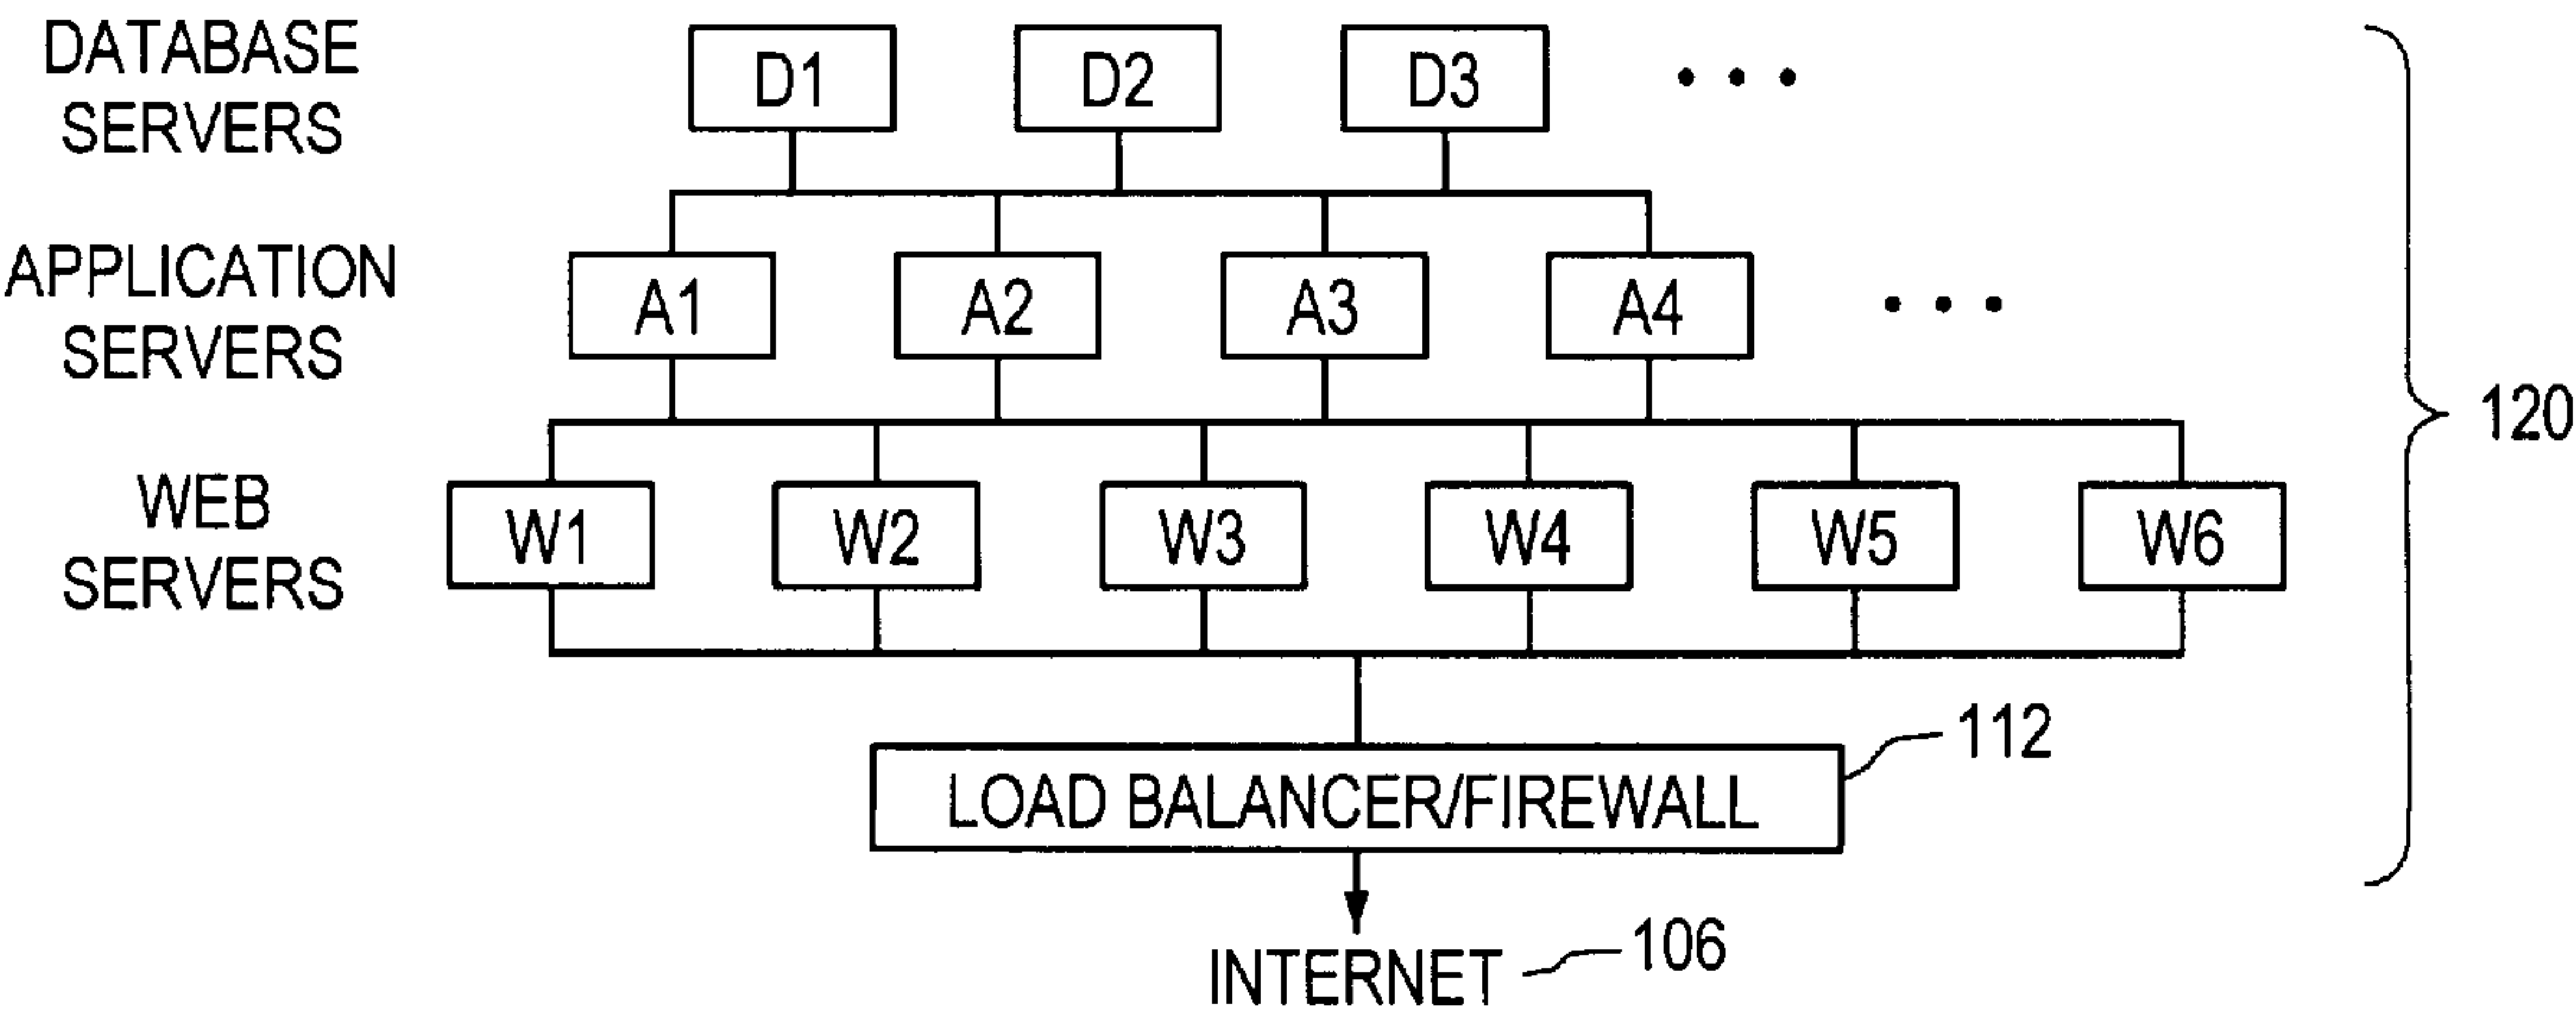 DATABASE
SERVERS
D1 D2 D3 • • •
APPLICATION
SERVERS
A1 A2 A3 A4 • • •
120
WEB
SERVERS
W1 W2 W3 W4 W5 W6
112
LOAD BALANCER/FIREWALL
INTERNET 106